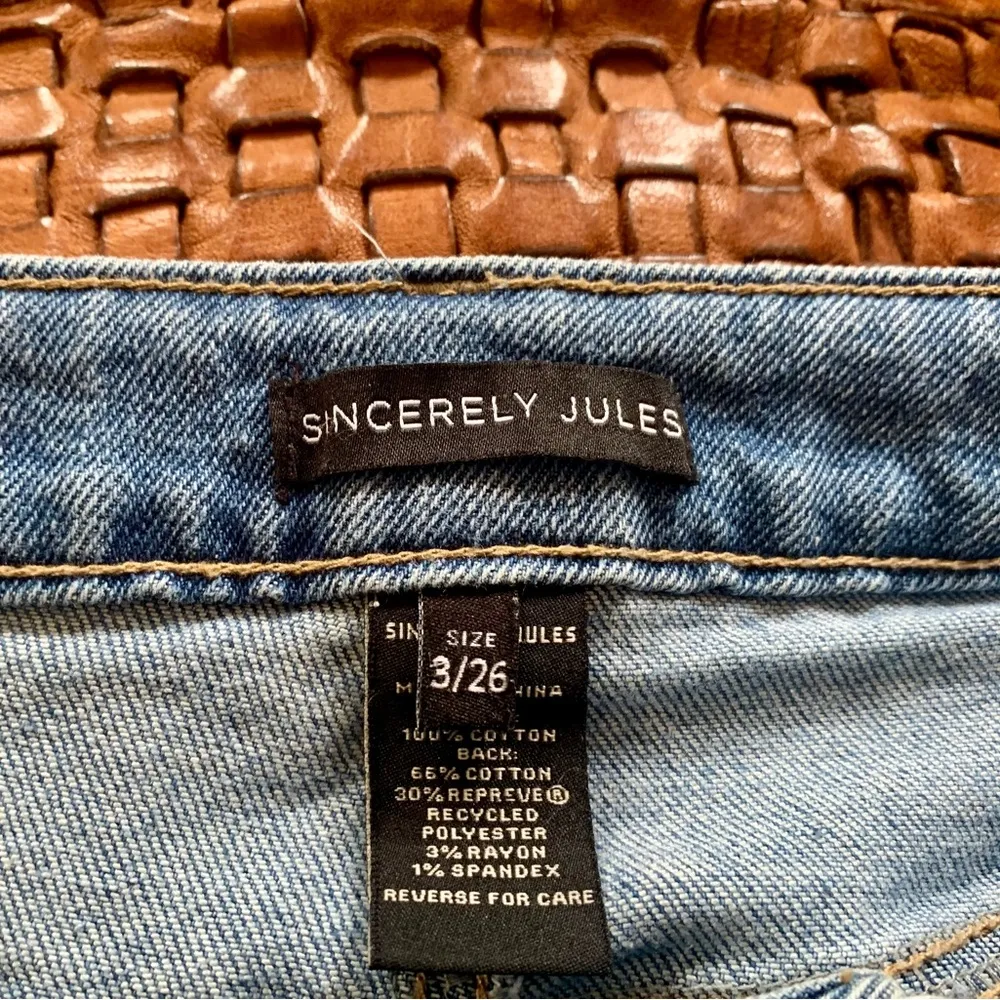 SINCERELY JULES
SIZE
3/26
100% COTTON
BACK:
66% COTTON
30% REPREVE®
RECYCLED
POLYESTER
3% RAYON
1% SPANDEX
REVERSE FOR CARE